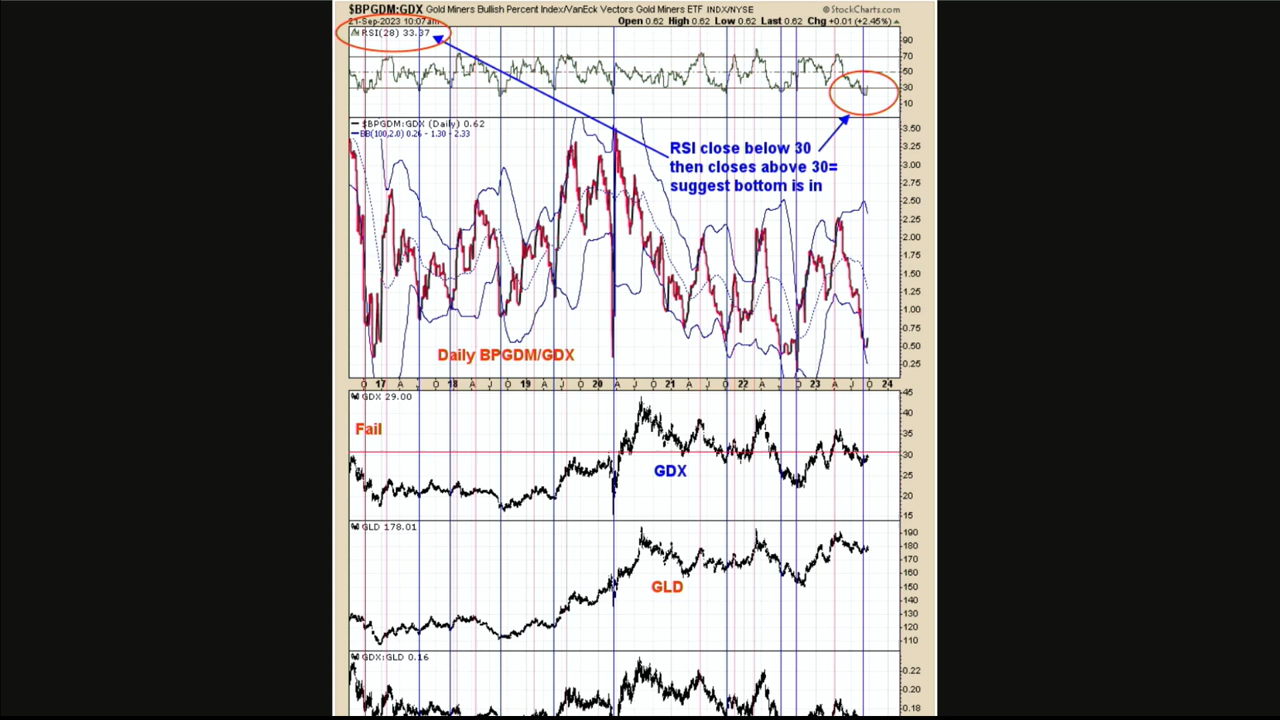 $BPGDM:GDX Gold Miners Bullish Percent Index/VanEck Vectors Gold Miners ETF INDX/NYSE © StockCharts.com
21-Sep-2023 10:07am Open 0.62 High 0.62 Low 0.62 Last 0.62 Chg +0.01 (+2.45%)
RSI(28) 33.37
90
70
50
30
10
$BPGDM:GDX (Daily) 0.62
BB(100,2.0) 0.26 - 1.30 - 2.33
3.50
3.25
3.00
2.75
2.50
2.25
2.00
1.75
1.50
1.25
1.00
0.75
0.50
0.25
RSI close below 30
then closes above 30=
suggest bottom is in
Daily BPGDM/GDX
O 17 A J O 18 A J O 19 A J O 20 A J O 21 A J O 22 A J O 23 A J O 24
GDX 29.00
45
40
35
30
25
20
15
Fail
GDX
GLD 178.01
190
180
170
160
150
140
130
120
110
GLD
GDX:GLD 0.16
0.22
0.20
0.18